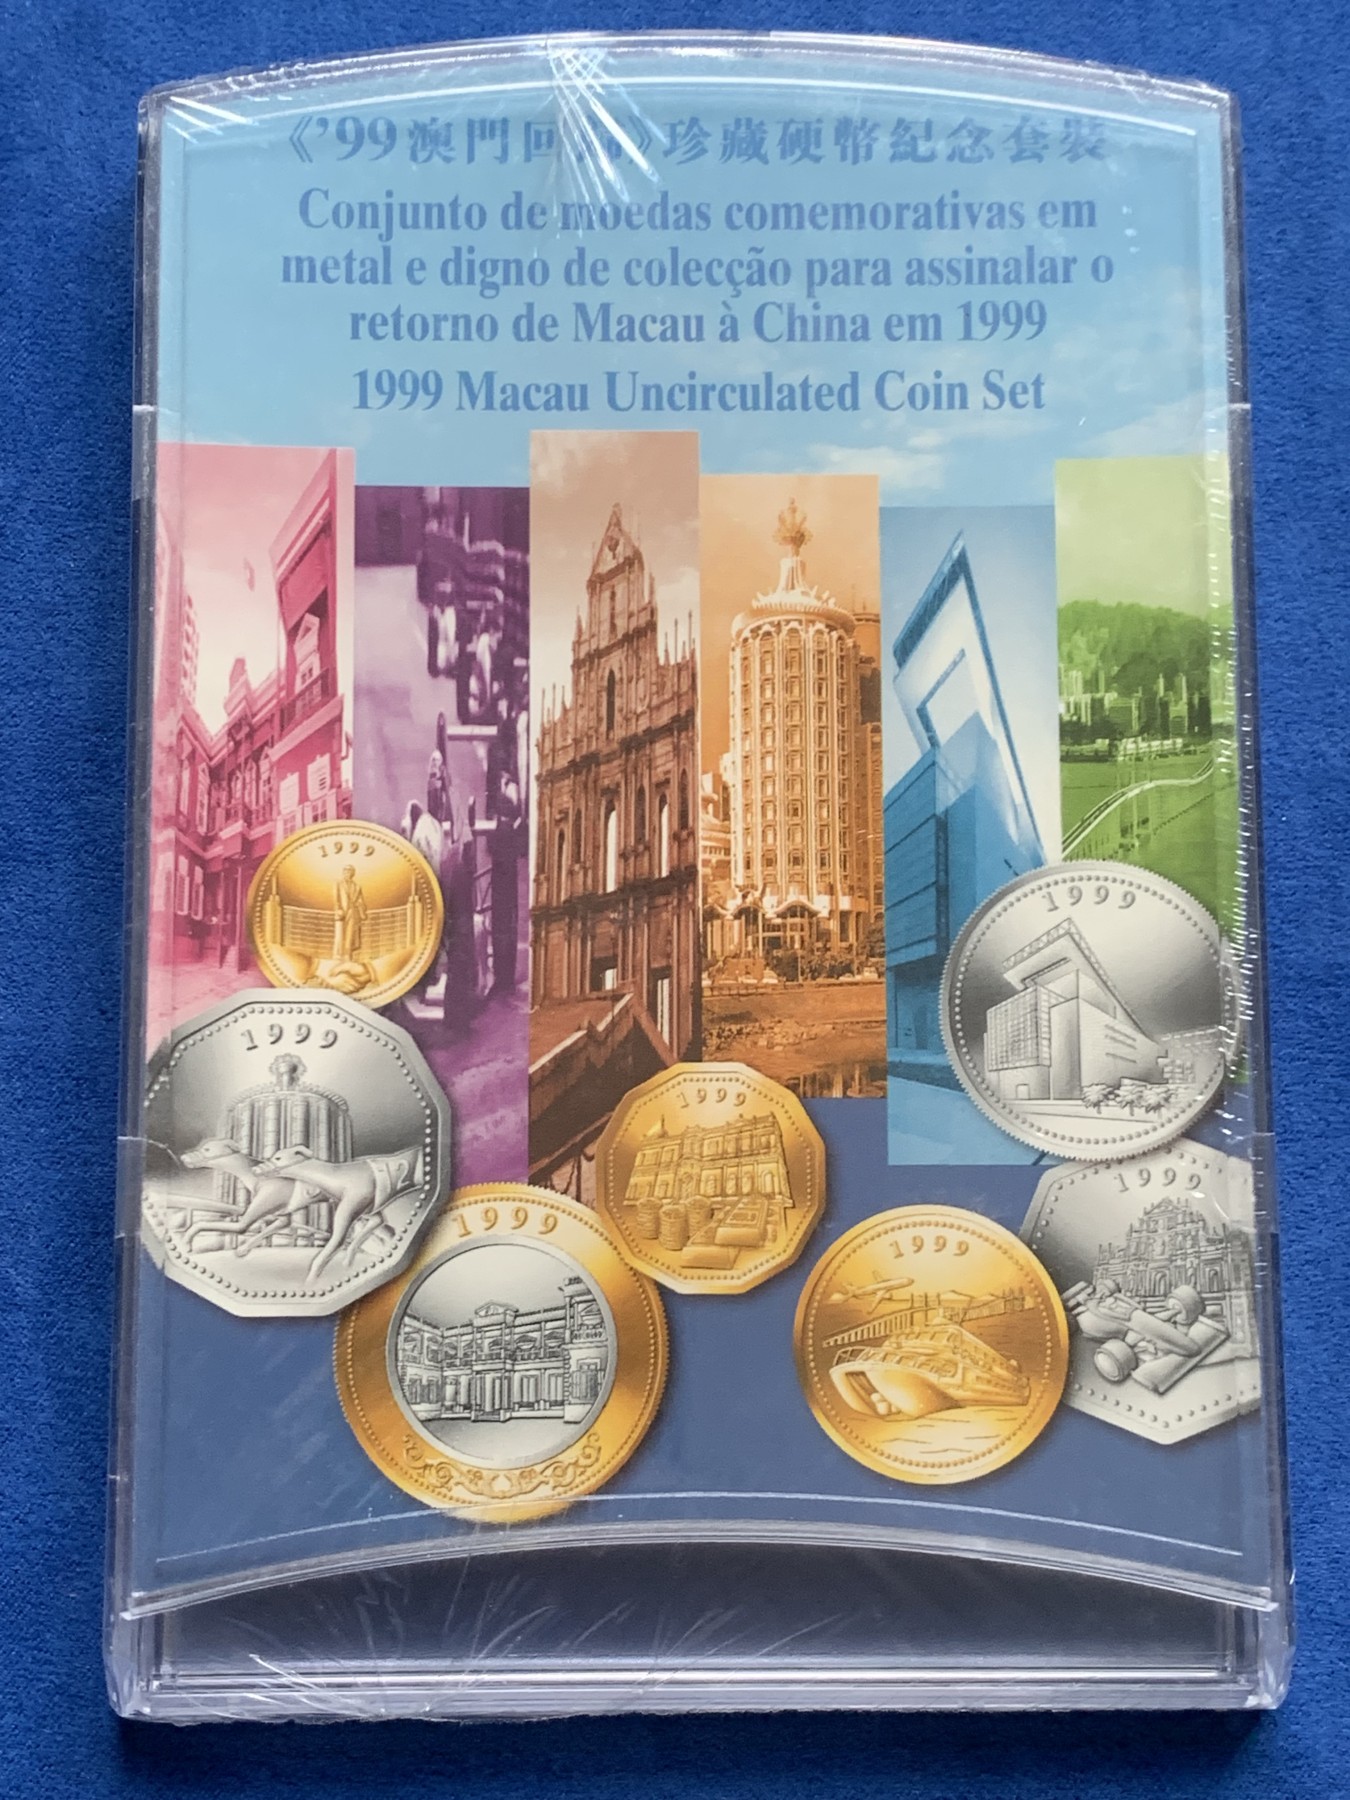 《’99澳門回歸》珍藏硬幣紀念套裝
Conjunto de moedas comemorativas em
metal e digno de colecção para assinalar o
retorno de Macau à China em 1999
1999 Macau Uncirculated Coin Set
1999
1999
1999
12
1999
1999
1999
1999